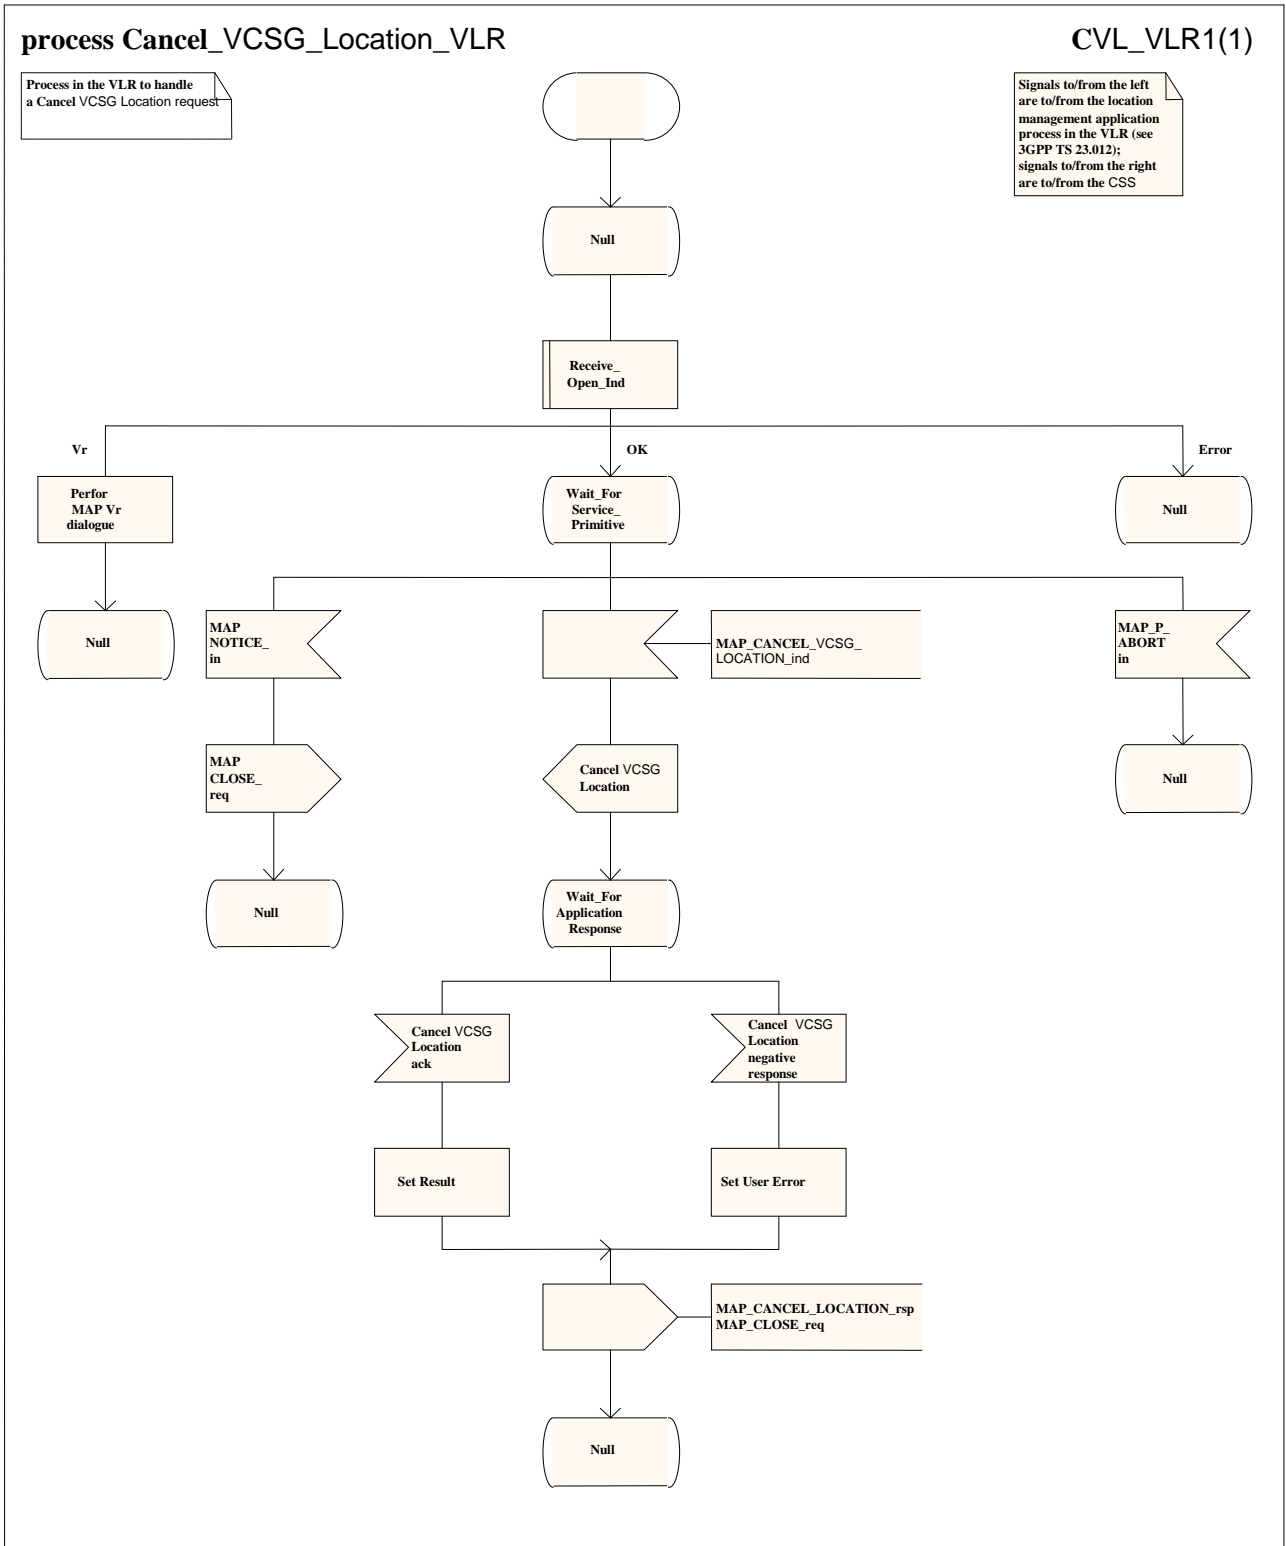 process Cancel_VCSG_Location_VLR
CVL_VLR1(1)
Process in the VLR to handle
a Cancel VCSG Location request
Signals to/from the left
are to/from the location
management application
process in the VLR (see
3GPP TS 23.012);
signals to/from the right
are to/from the CSS
Null
Receive_
Open_Ind
Vr
OK
Error
Perfor
MAP Vr
dialogue
Wait_For
Service_
Primitive
Null
Null
MAP
NOTICE_
in
MAP_CANCEL_VCSG_
LOCATION_ind
MAP_P_
ABORT
in
MAP
CLOSE_
req
Cancel VCSG
Location
Null
Null
Wait_For
Application
Response
Cancel VCSG
Location
ack
Cancel VCSG
Location
negative
response
Set Result
Set User Error
MAP_CANCEL_LOCATION_rsp
MAP_CLOSE_req
Null